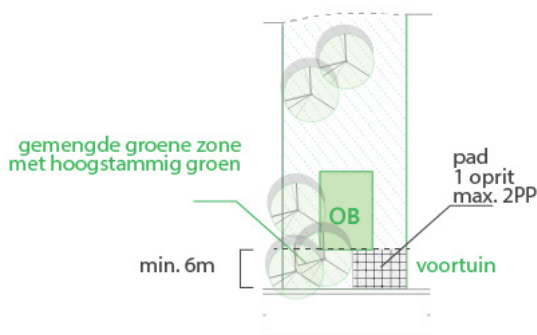 gemengde groene zone
met hoogstammig groen
pad
1 oprit
max. 2PP
OB
min. 6m
voortuin